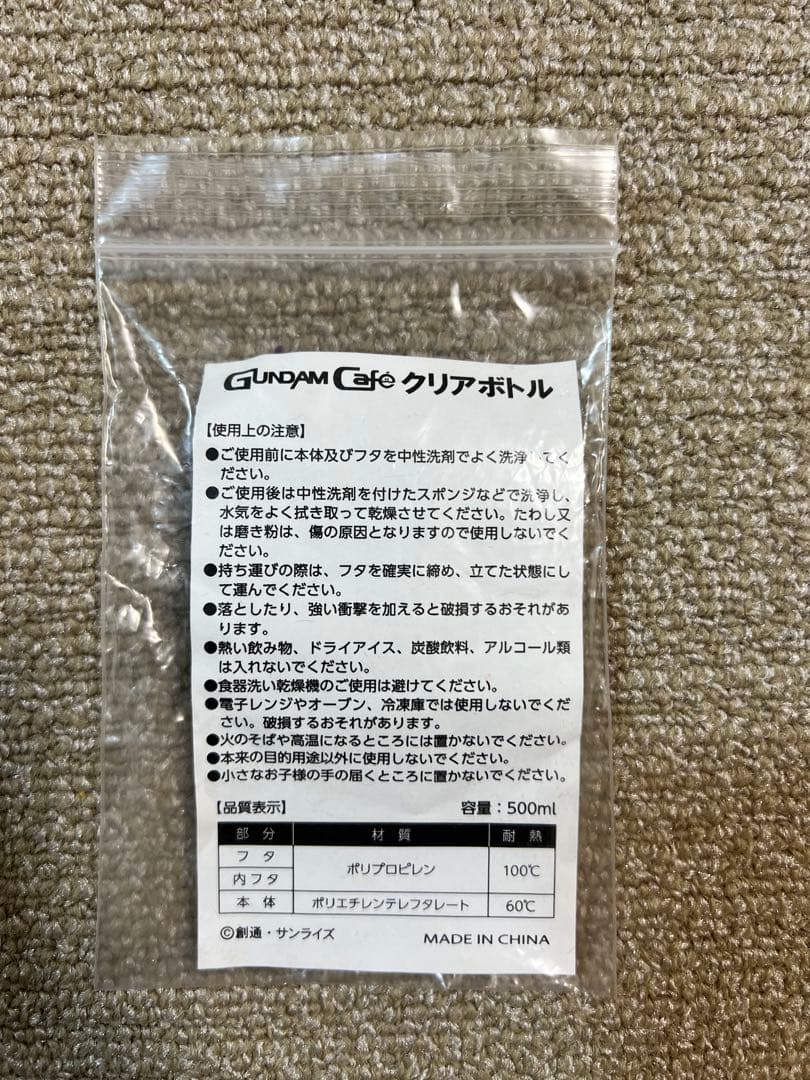 GUNDAM Café クリアボトル
【使用上の注意】
●ご使用前に本体及びフタを中性洗剤でよく洗浄してく
ださい。
●ご使用後は中性洗剤を付けたスポンジなどで洗浄し、
水気をよく拭き取って乾燥させてください。たわし又
は磨き粉は、傷の原因となりますので使用しないでく
ださい。
●持ち運びの際は、フタを確実に締め、立てた状態にし
て運んでください。
●落としたり、強い衝撃を加えると破損するおそれがあ
ります。
●熱い飲み物、ドライアイス、炭酸飲料、アルコール類
は入れないでください。
●食器洗い乾燥機のご使用は避けてください。
●電子レンジやオーブン、冷凍庫では使用しないでくだ
さい。破損するおそれがあります。
●火のそばや高温になるところには置かないでください。
●本来の目的用途以外に使用しないでください。
●小さなお子様の手の届くところに置かないでください。
【品質表示】 容量：500ml
部分 材質 耐熱
フタ ポリプロピレン 100℃
内フタ
本体 ポリエチレンテレフタレート 60℃
©創通・サンライズ MADE IN CHINA